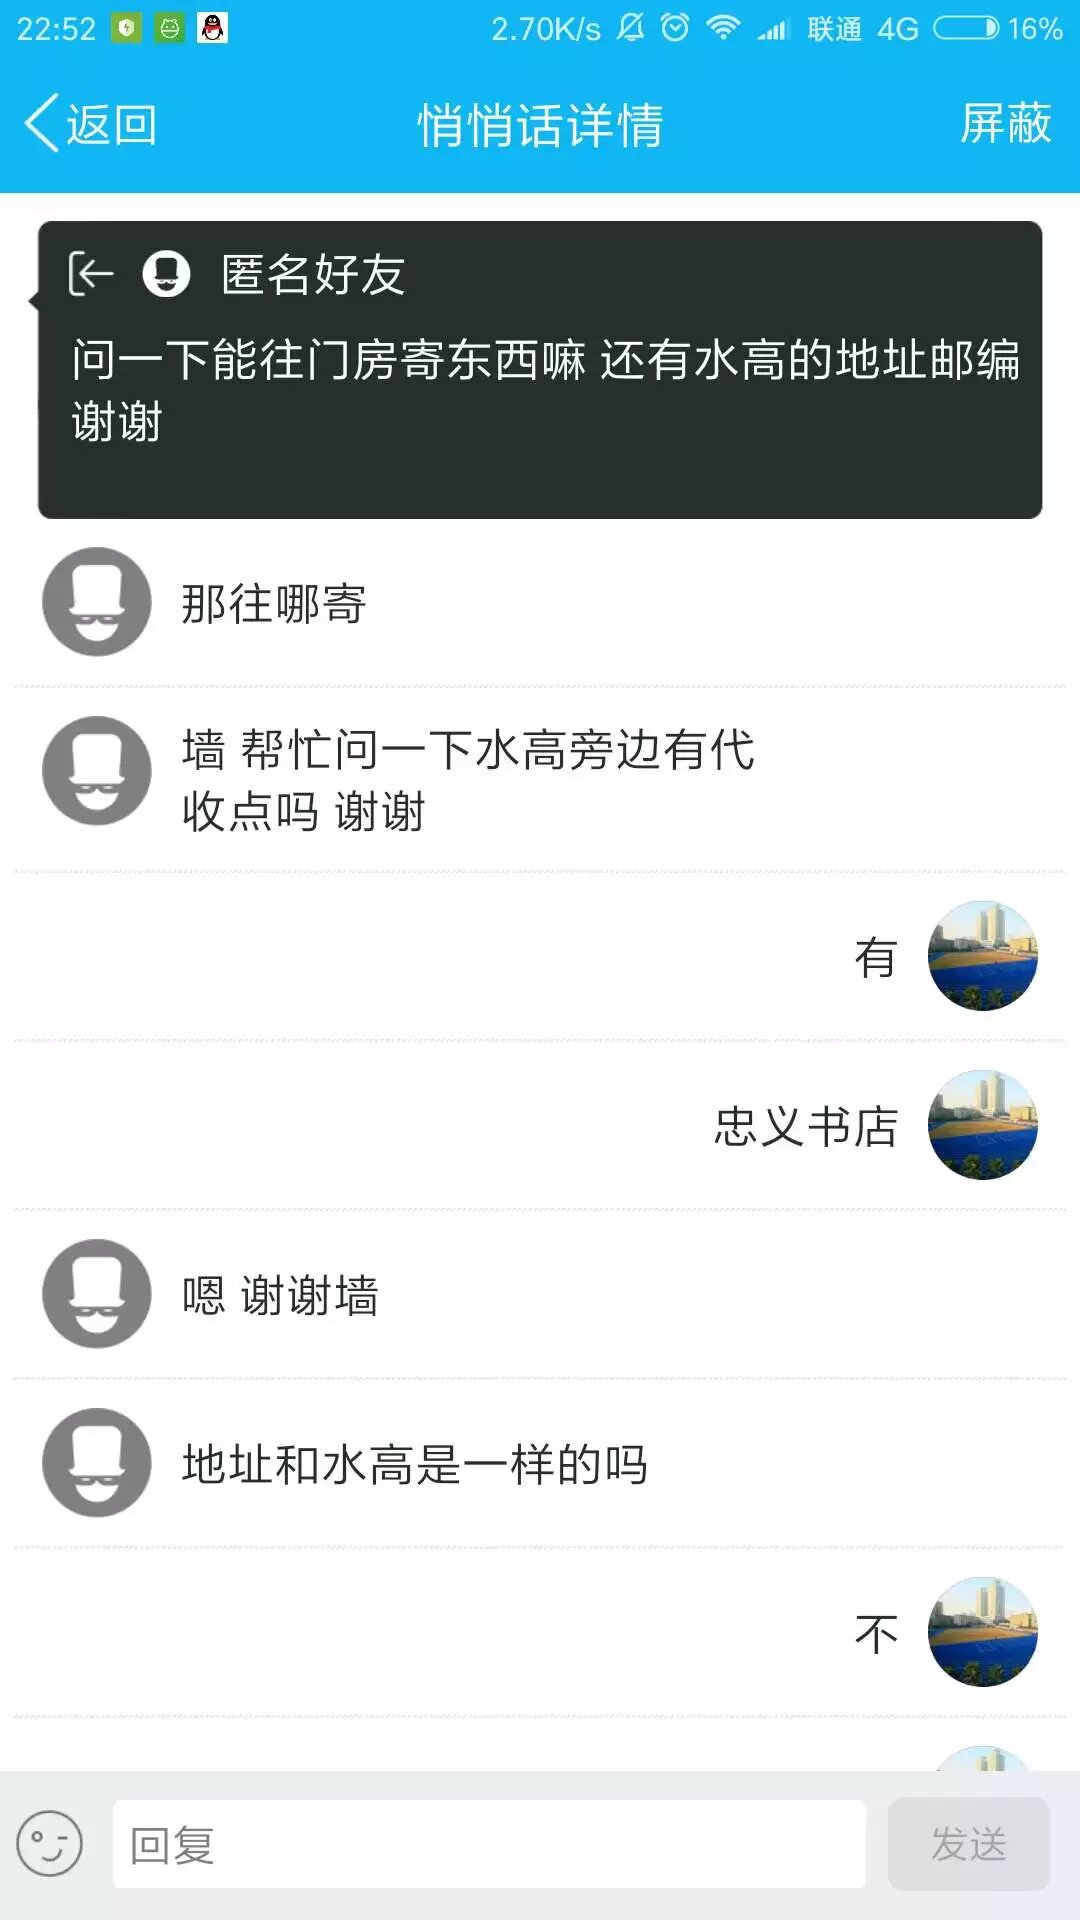 22:52 2.70K/s 联通 4G 16%
返回 悄悄话详情 屏蔽
匿名好友
问一下能往门房寄东西嘛 还有水高的地址邮编
谢谢
那往哪寄
墙 帮忙问一下水高旁边有代
收点吗 谢谢
有
忠义书店
嗯 谢谢墙
地址和水高是一样的吗
不
回复 发送